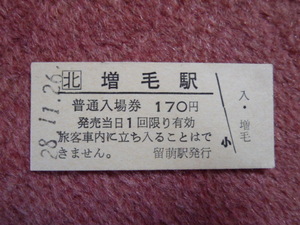 北 増毛駅
普通入場券 170円
発売当日1回限り有効
旅客車内に立ち入ることはで
きません。 留萠駅発行
28.11.26.
入・増毛
小